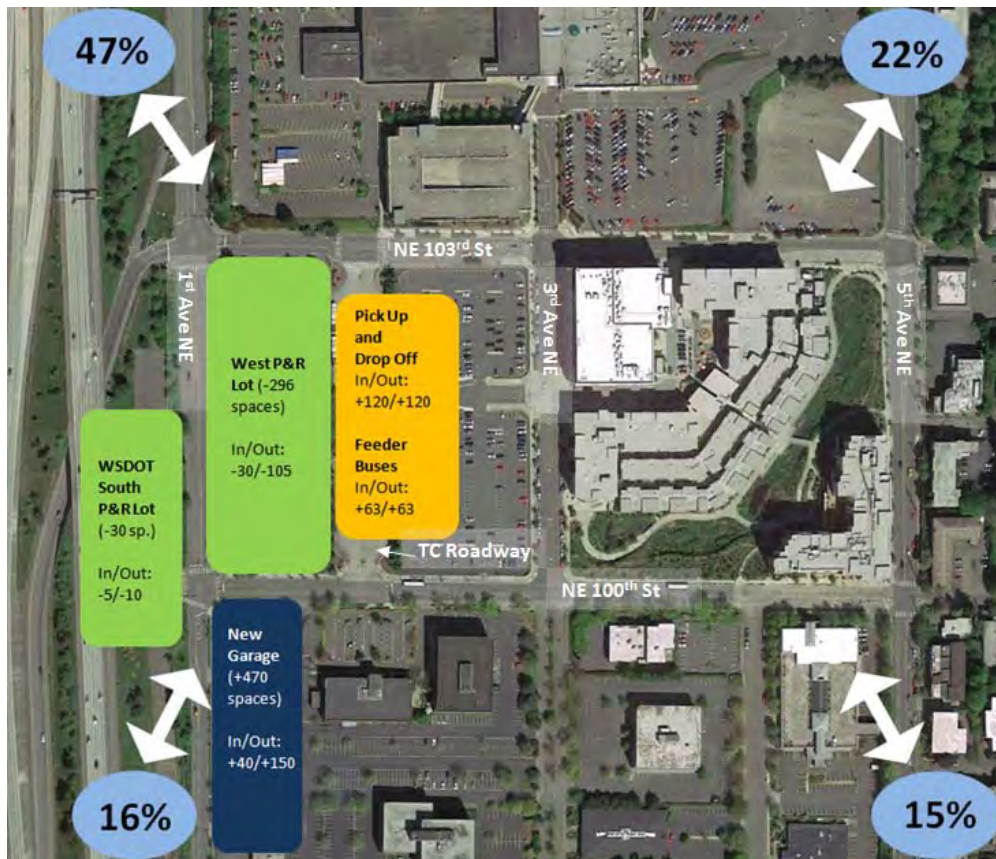 47%
22%
NE 103rd St
1st Ave NE
3rd Ave NE
5th Ave NE
West P&R
Lot (-296
spaces)
In/Out:
-30/-105
Pick Up
and
Drop Off
In/Out:
+120/+120
Feeder
Buses
In/Out:
+63/+63
WSDOT
South
P&R Lot
(-30 sp.)
In/Out:
-5/-10
TC Roadway
NE 100th St
New
Garage
(+470
spaces)
In/Out:
+40/+150
16%
15%